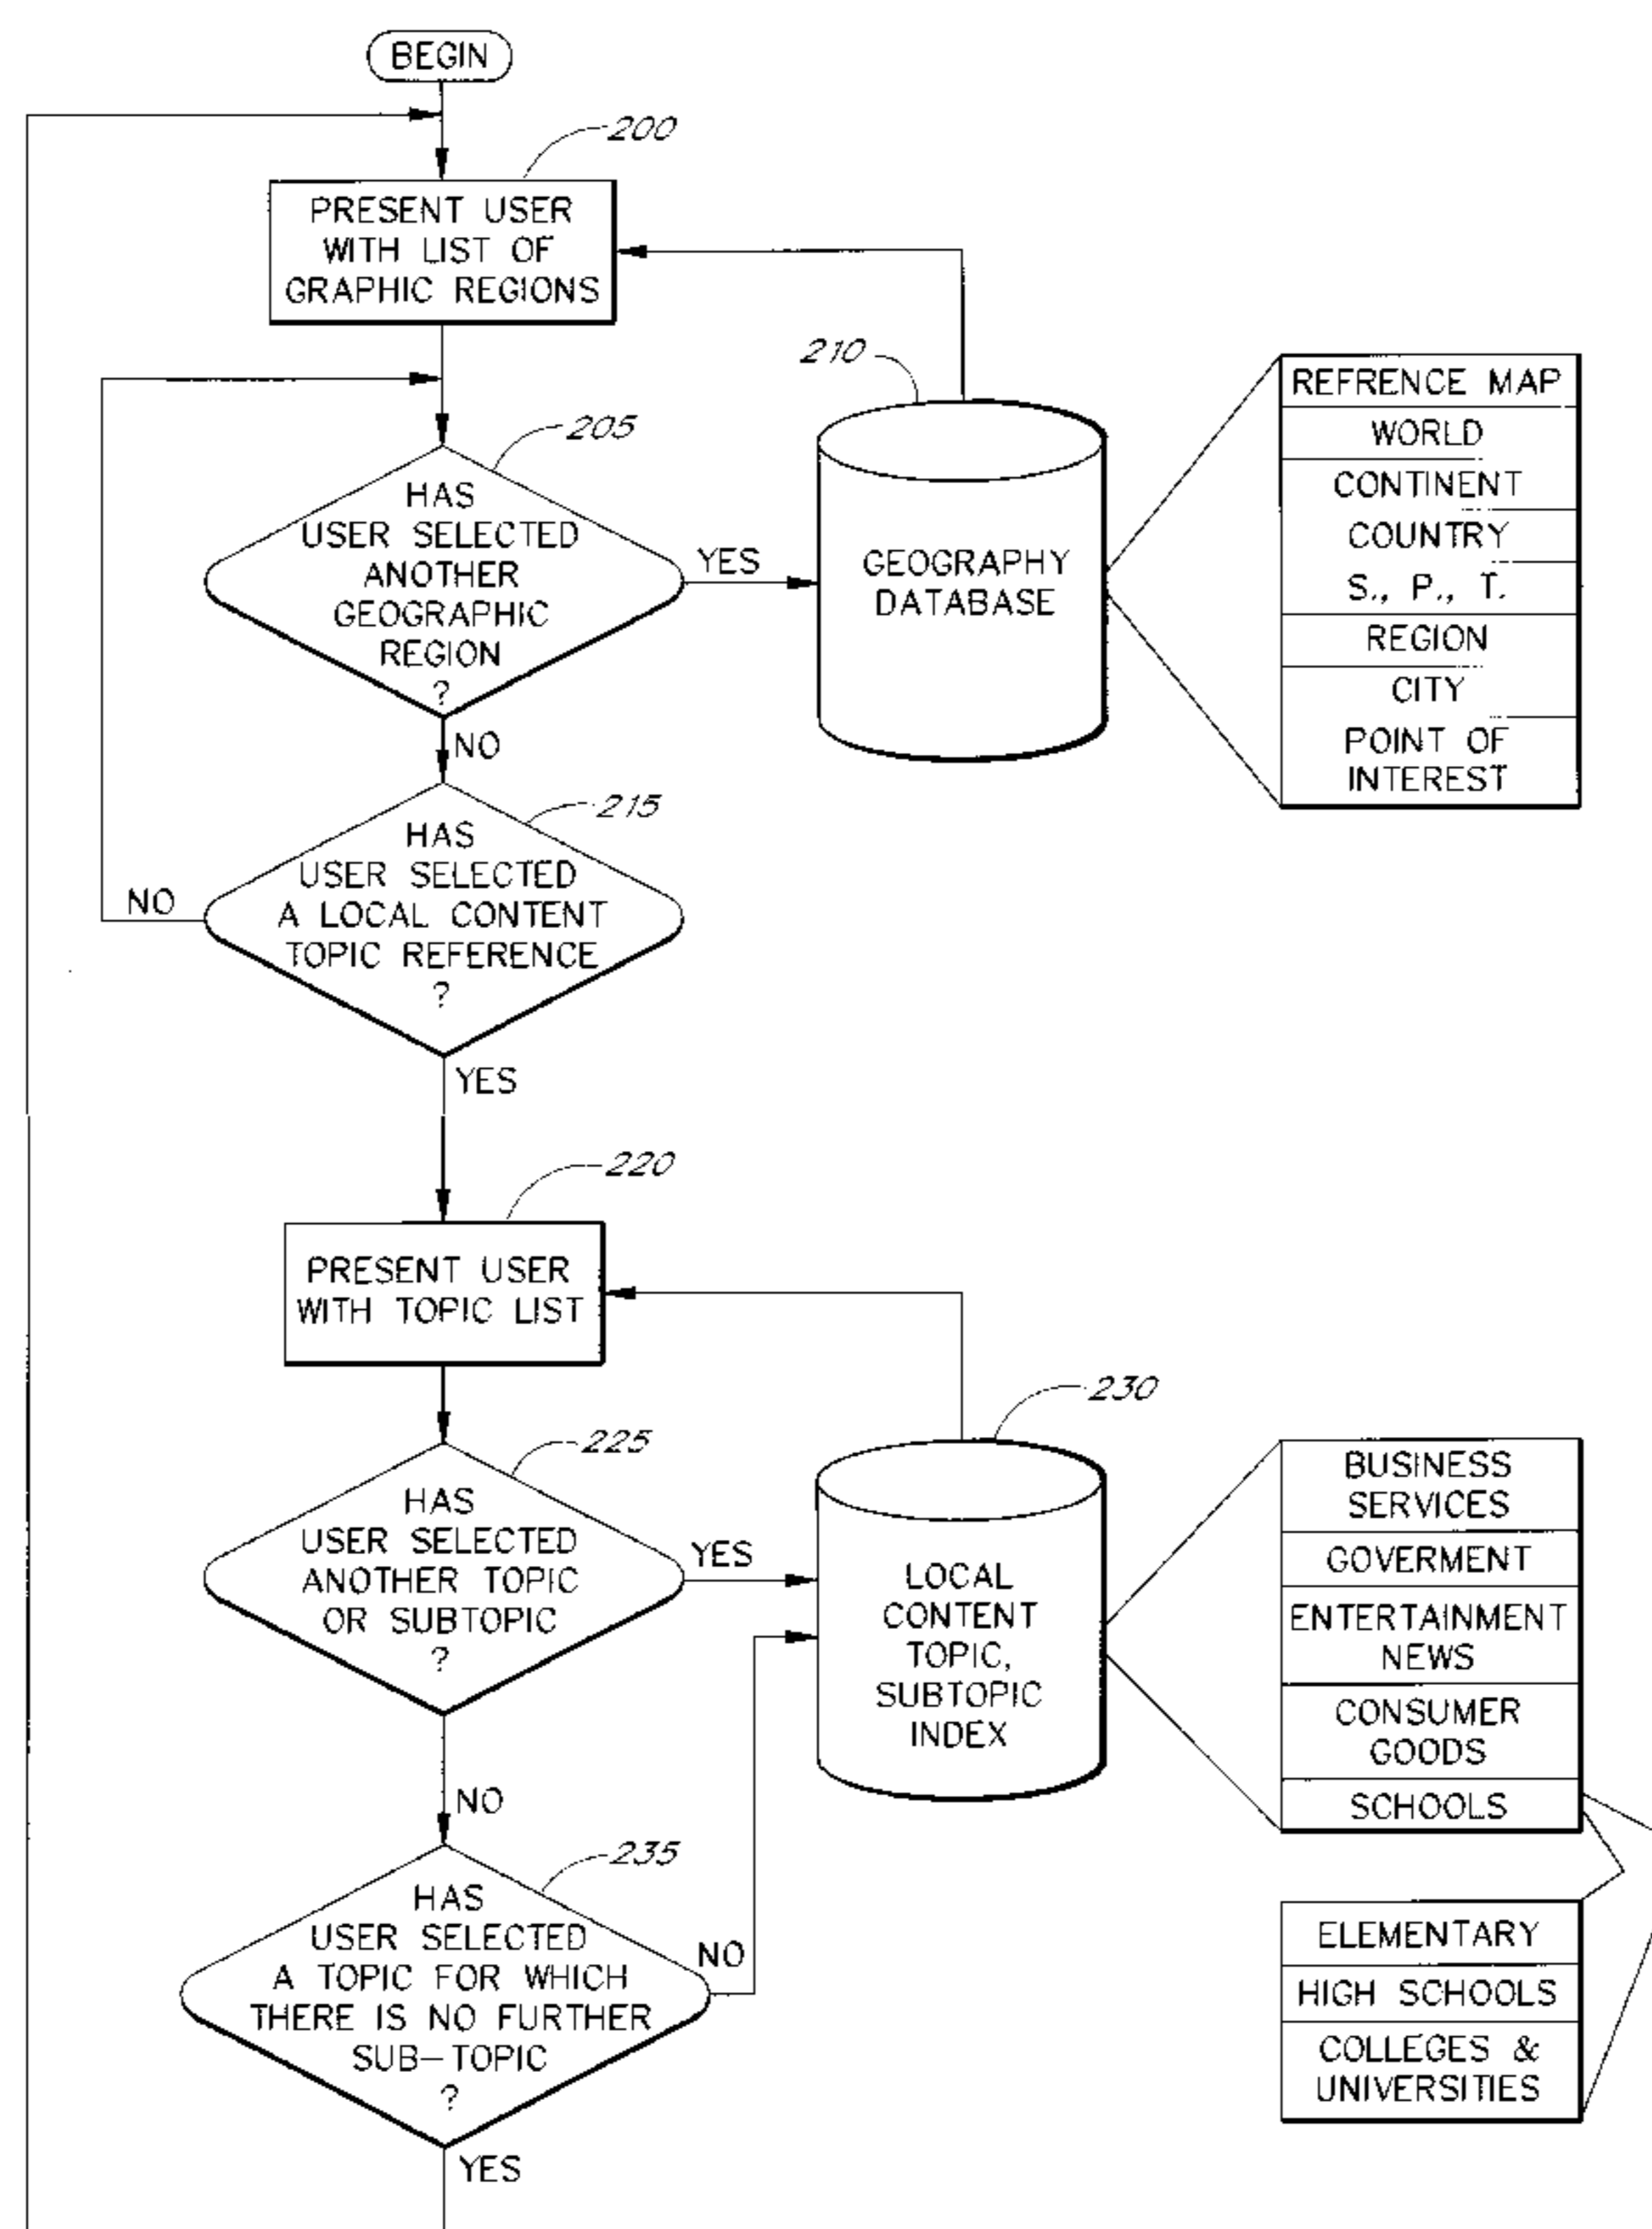 BEGIN
200
PRESENT USER
WITH LIST OF
GRAPHIC REGIONS
205
HAS
USER SELECTED
ANOTHER
GEOGRAPHIC
REGION
?
YES
NO
210
GEOGRAPHY
DATABASE
REFRENCE MAP
WORLD
CONTINENT
COUNTRY
S., P., T.
REGION
CITY
POINT OF
INTEREST
215
HAS
USER SELECTED
A LOCAL CONTENT
TOPIC REFERENCE
?
NO
YES
220
PRESENT USER
WITH TOPIC LIST
225
HAS
USER SELECTED
ANOTHER TOPIC
OR SUBTOPIC
?
YES
NO
230
LOCAL
CONTENT
TOPIC,
SUBTOPIC
INDEX
BUSINESS
SERVICES
GOVERMENT
ENTERTAINMENT
NEWS
CONSUMER
GOODS
SCHOOLS
ELEMENTARY
HIGH SCHOOLS
COLLEGES &
UNIVERSITIES
235
HAS
USER SELECTED
A TOPIC FOR WHICH
THERE IS NO FURTHER
SUB-TOPIC
?
NO
YES